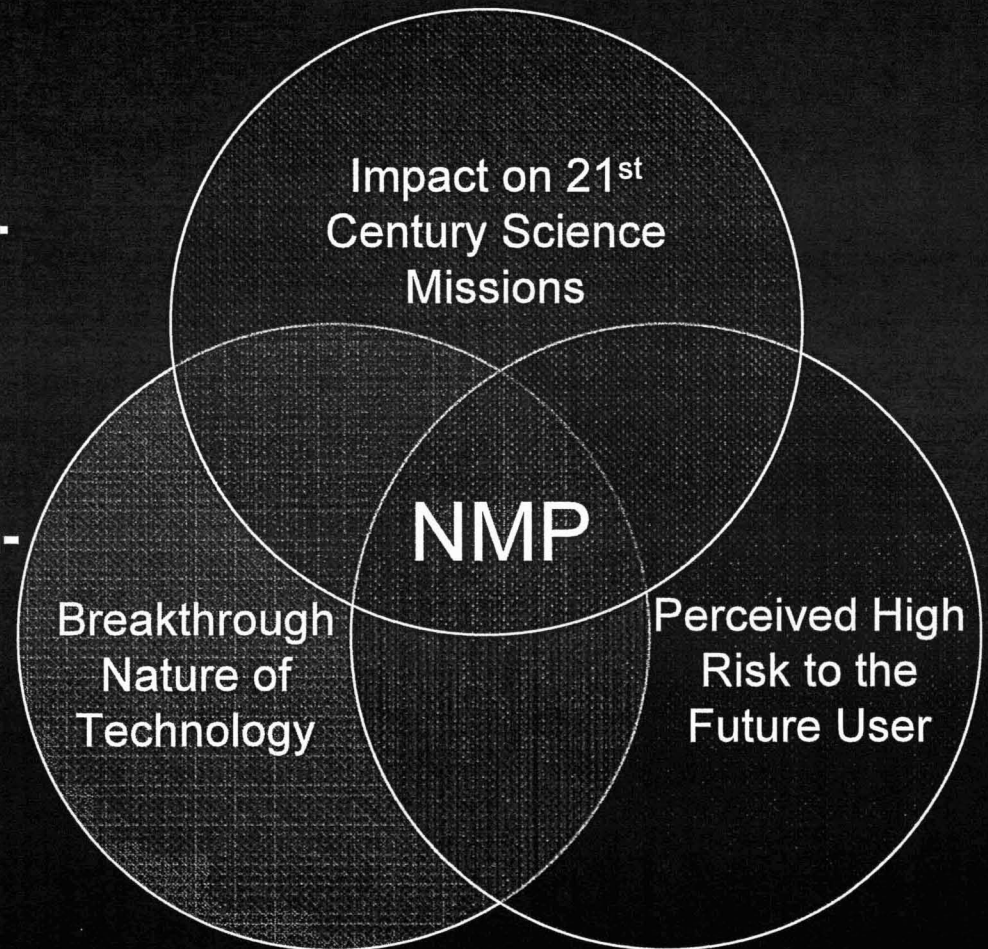 Impact on 21st
Century Science
Missions
NMP
Breakthrough
Nature of
Technology
Perceived High
Risk to the
Future User